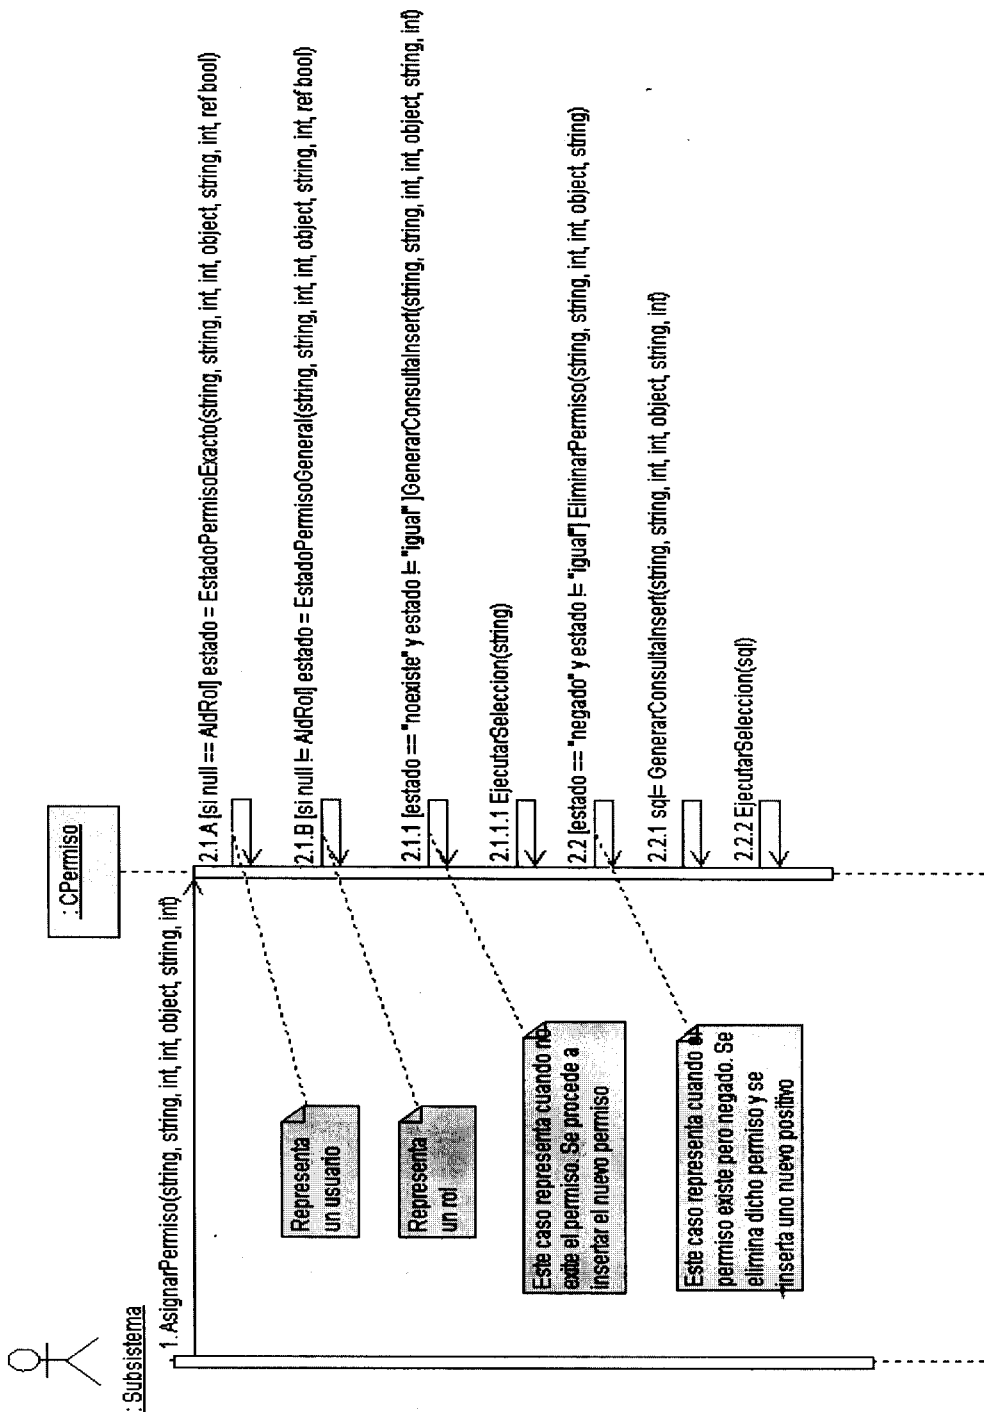 : Subsistema
: CPermiso
1. AsignarPermiso(string, string, int, int, object, string, int)
2.1.A [si null == AIdRol] estado = EstadoPermisoExacto(string, string, int, int, object, string, int, ref bool)
Representa
un usuario
2.1.B [si null != AIdRol] estado = EstadoPermisoGeneral(string, string, int, int, object, string, int, ref bool)
Representa
un rol
2.1.1 [estado == "noexiste" y estado != "igual" ]GenerarConsultaInsert(string, string, int, int, object, string, int)
Este caso representa cuando no
exite el permiso. Se procede a
insertar el nuevo permiso
2.1.1.1 EjecutarSeleccion(string)
2.2 [estado == "negado" y estado != "igual"] EliminarPermiso(string, string, int, int, object, string)
Este caso representa cuando el
permiso existe pero negado. Se
elimina dicho permiso y se
inserta uno nuevo positivo
2.2.1 sql= GenerarConsultaInsert(string, string, int, int, object, string, int)
2.2.2 EjecutarSeleccion(sql)